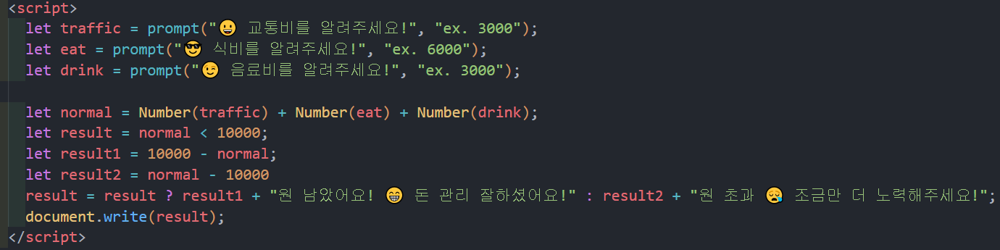 <script>
let traffic = prompt("😀 교통비를 알려주세요!", "ex. 3000");
let eat = prompt("😎 식비를 알려주세요!", "ex. 6000");
let drink = prompt("😉 음료비를 알려주세요!", "ex. 3000");
let normal = Number(traffic) + Number(eat) + Number(drink);
let result = normal < 10000;
let result1 = 10000 - normal;
let result2 = normal - 10000
result = result ? result1 + "원 남았어요! 😁 돈 관리 잘하셨어요!" : result2 + "원 초과 😪 조금만 더 노력해주세요!";
document.write(result);
</script>